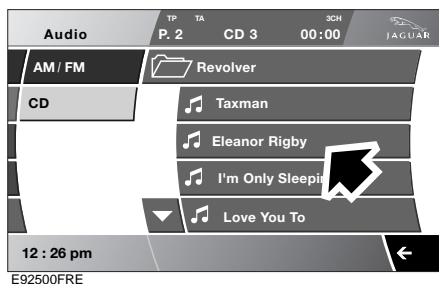 TP TA 3CH
Audio P. 2 CD 3 00:00 JAGUAR
AM / FM Revolver
CD Taxman
Eleanor Rigby
I'm Only Sleepin
Love You To
12 : 26 pm
E92500FRE